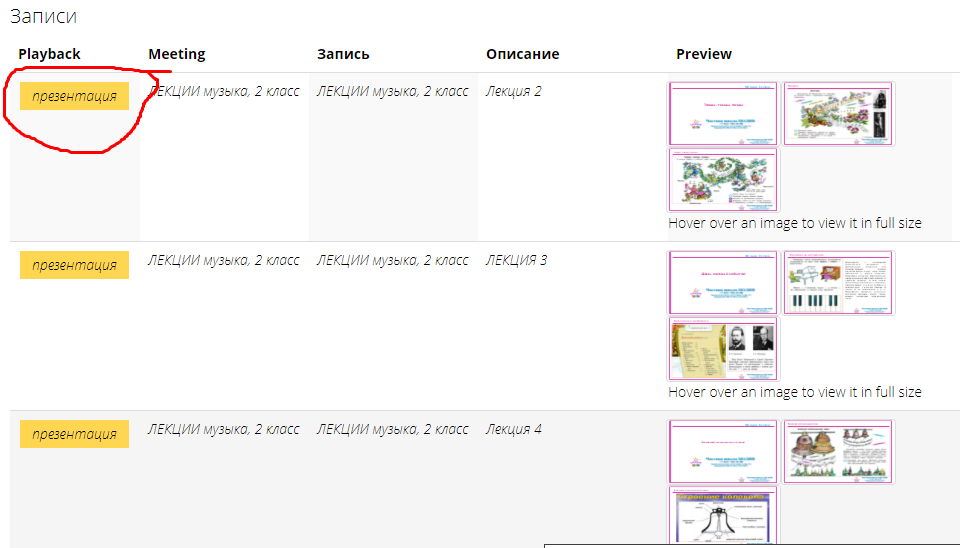 Записи
Playback Meeting Запись Описание Preview
презентация ЛЕКЦИИ музыка, 2 класс ЛЕКЦИИ музыка, 2 класс Лекция 2
Hover over an image to view it in full size
презентация ЛЕКЦИИ музыка, 2 класс ЛЕКЦИИ музыка, 2 класс ЛЕКЦИЯ 3
Hover over an image to view it in full size
презентация ЛЕКЦИИ музыка, 2 класс ЛЕКЦИИ музыка, 2 класс Лекция 4